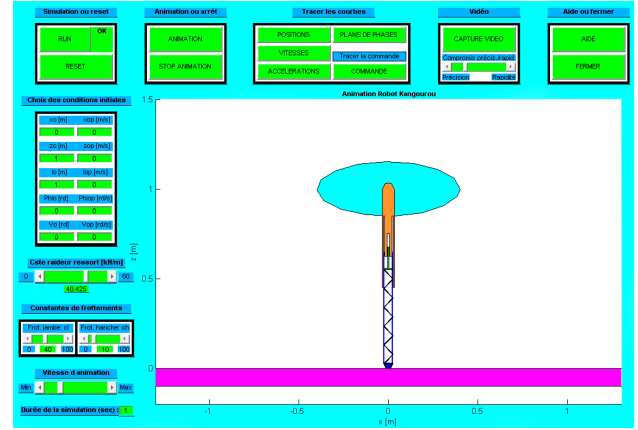 Simulation ou reset
Animation ou arrêt
Tracer les courbes
Vidéo
Aide ou fermer
RUN
OK
RESET
ANIMATION
STOP ANIMATION
POSITIONS
PLANS DE PHASES
VITESSES
Tracer la commande
ACCELERATIONS
COMMANDE
CAPTURE VIDEO
Compromis précis./rapid.
Précision
Rapidité
AIDE
FERMER
Choix des conditions initiales
xo [m] xop [m/s]
0 0
zo [m] zop [m/s]
1 0
lo [m] lop [m/s]
1 0
Phio [rd] Phiop [rd/s]
0 0
Vo [rd] Vop [rd/s]
0 0
Cste raideur ressort [kN/m]
0 60
40.425
Constantes de frottements
Frot. jambe: cl Frot. hanche: ch
0 40 100 0 10 100
Vitesse d animation
Min Max
Durée de la simulation (sec) : 1
Animation Robot Kangourou
1.5
1
0.5
0
z [m]
-1 -0.5 0 0.5 1
x [m]